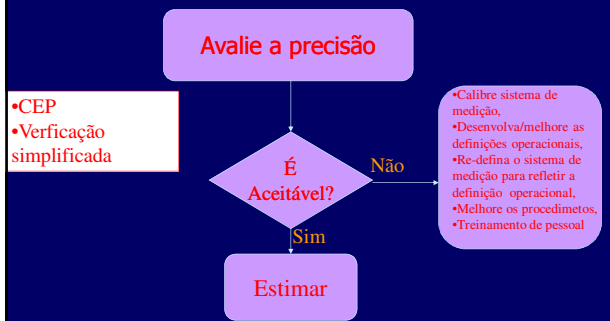 Avalie a precisão
•CEP
•Verficação
simplificada
É
Aceitável?
Não
•Calibre sistema de
medição,
•Desenvolva/melhore as
definições operacionais,
•Re-defina o sistema de
medição para refletir a
definição operacional,
•Melhore os procedimetos,
•Treinamento de pessoal
Sim
Estimar